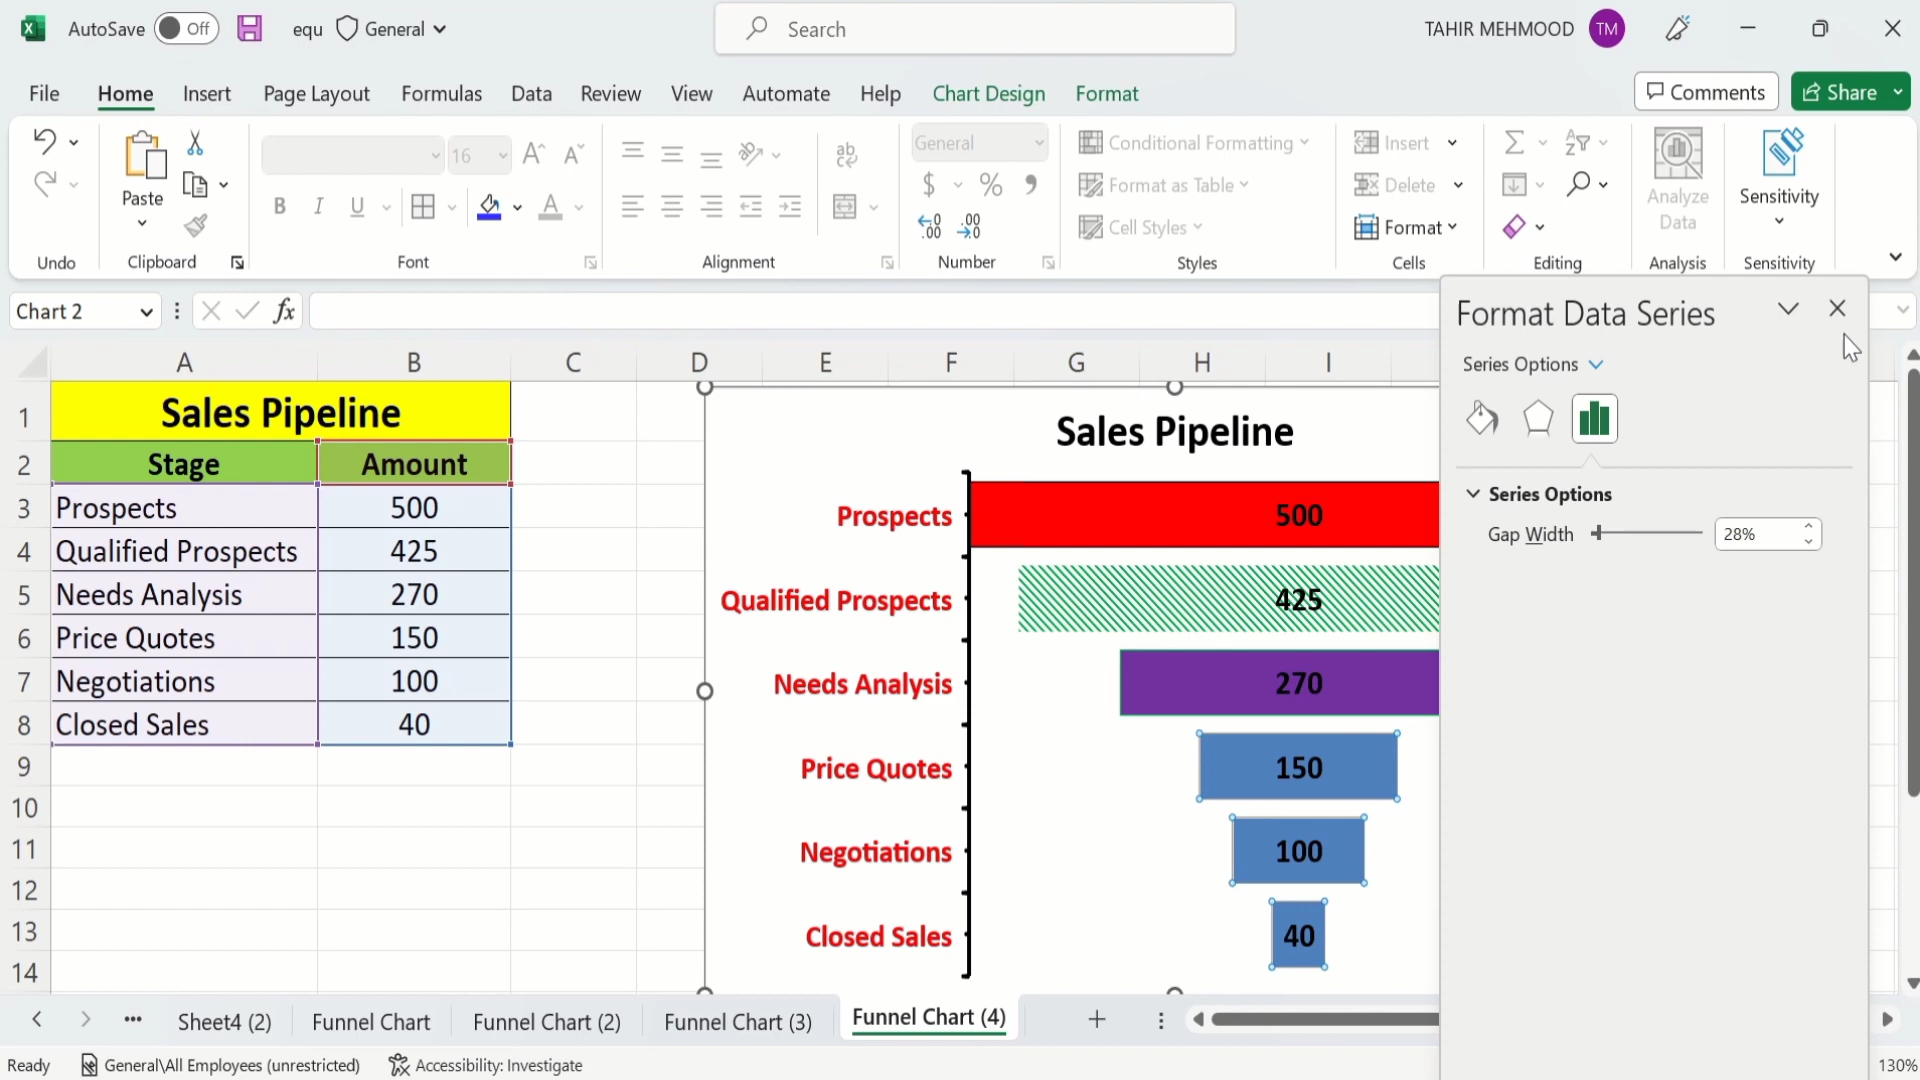 AutoSave Off equ General Search TAHIR MEHMOOD TM
File Home Insert Page Layout Formulas Data Review View Automate Help Chart Design Format Comments Share
Paste
16
B I U
ab
General
$ % 9
.00 .00
Conditional Formatting
Format as Table
Cell Styles
Insert
Delete
Format
Analyze
Data
Sensitivity
Undo Clipboard Font Alignment Number Styles Cells Editing Analysis Sensitivity
Chart 2 fx
Format Data Series
Series Options
Series Options
Gap Width 28%
A B C D E F G H I
1 Sales Pipeline
2 Stage Amount
3 Prospects 500
4 Qualified Prospects 425
5 Needs Analysis 270
6 Price Quotes 150
7 Negotiations 100
8 Closed Sales 40
9
10
11
12
13
14
Sales Pipeline
Prospects 500
Qualified Prospects 425
Needs Analysis 270
Price Quotes 150
Negotiations 100
Closed Sales 40
Sheet4 (2) Funnel Chart Funnel Chart (2) Funnel Chart (3) Funnel Chart (4)
Ready General\All Employees (unrestricted) Accessibility: Investigate 130%